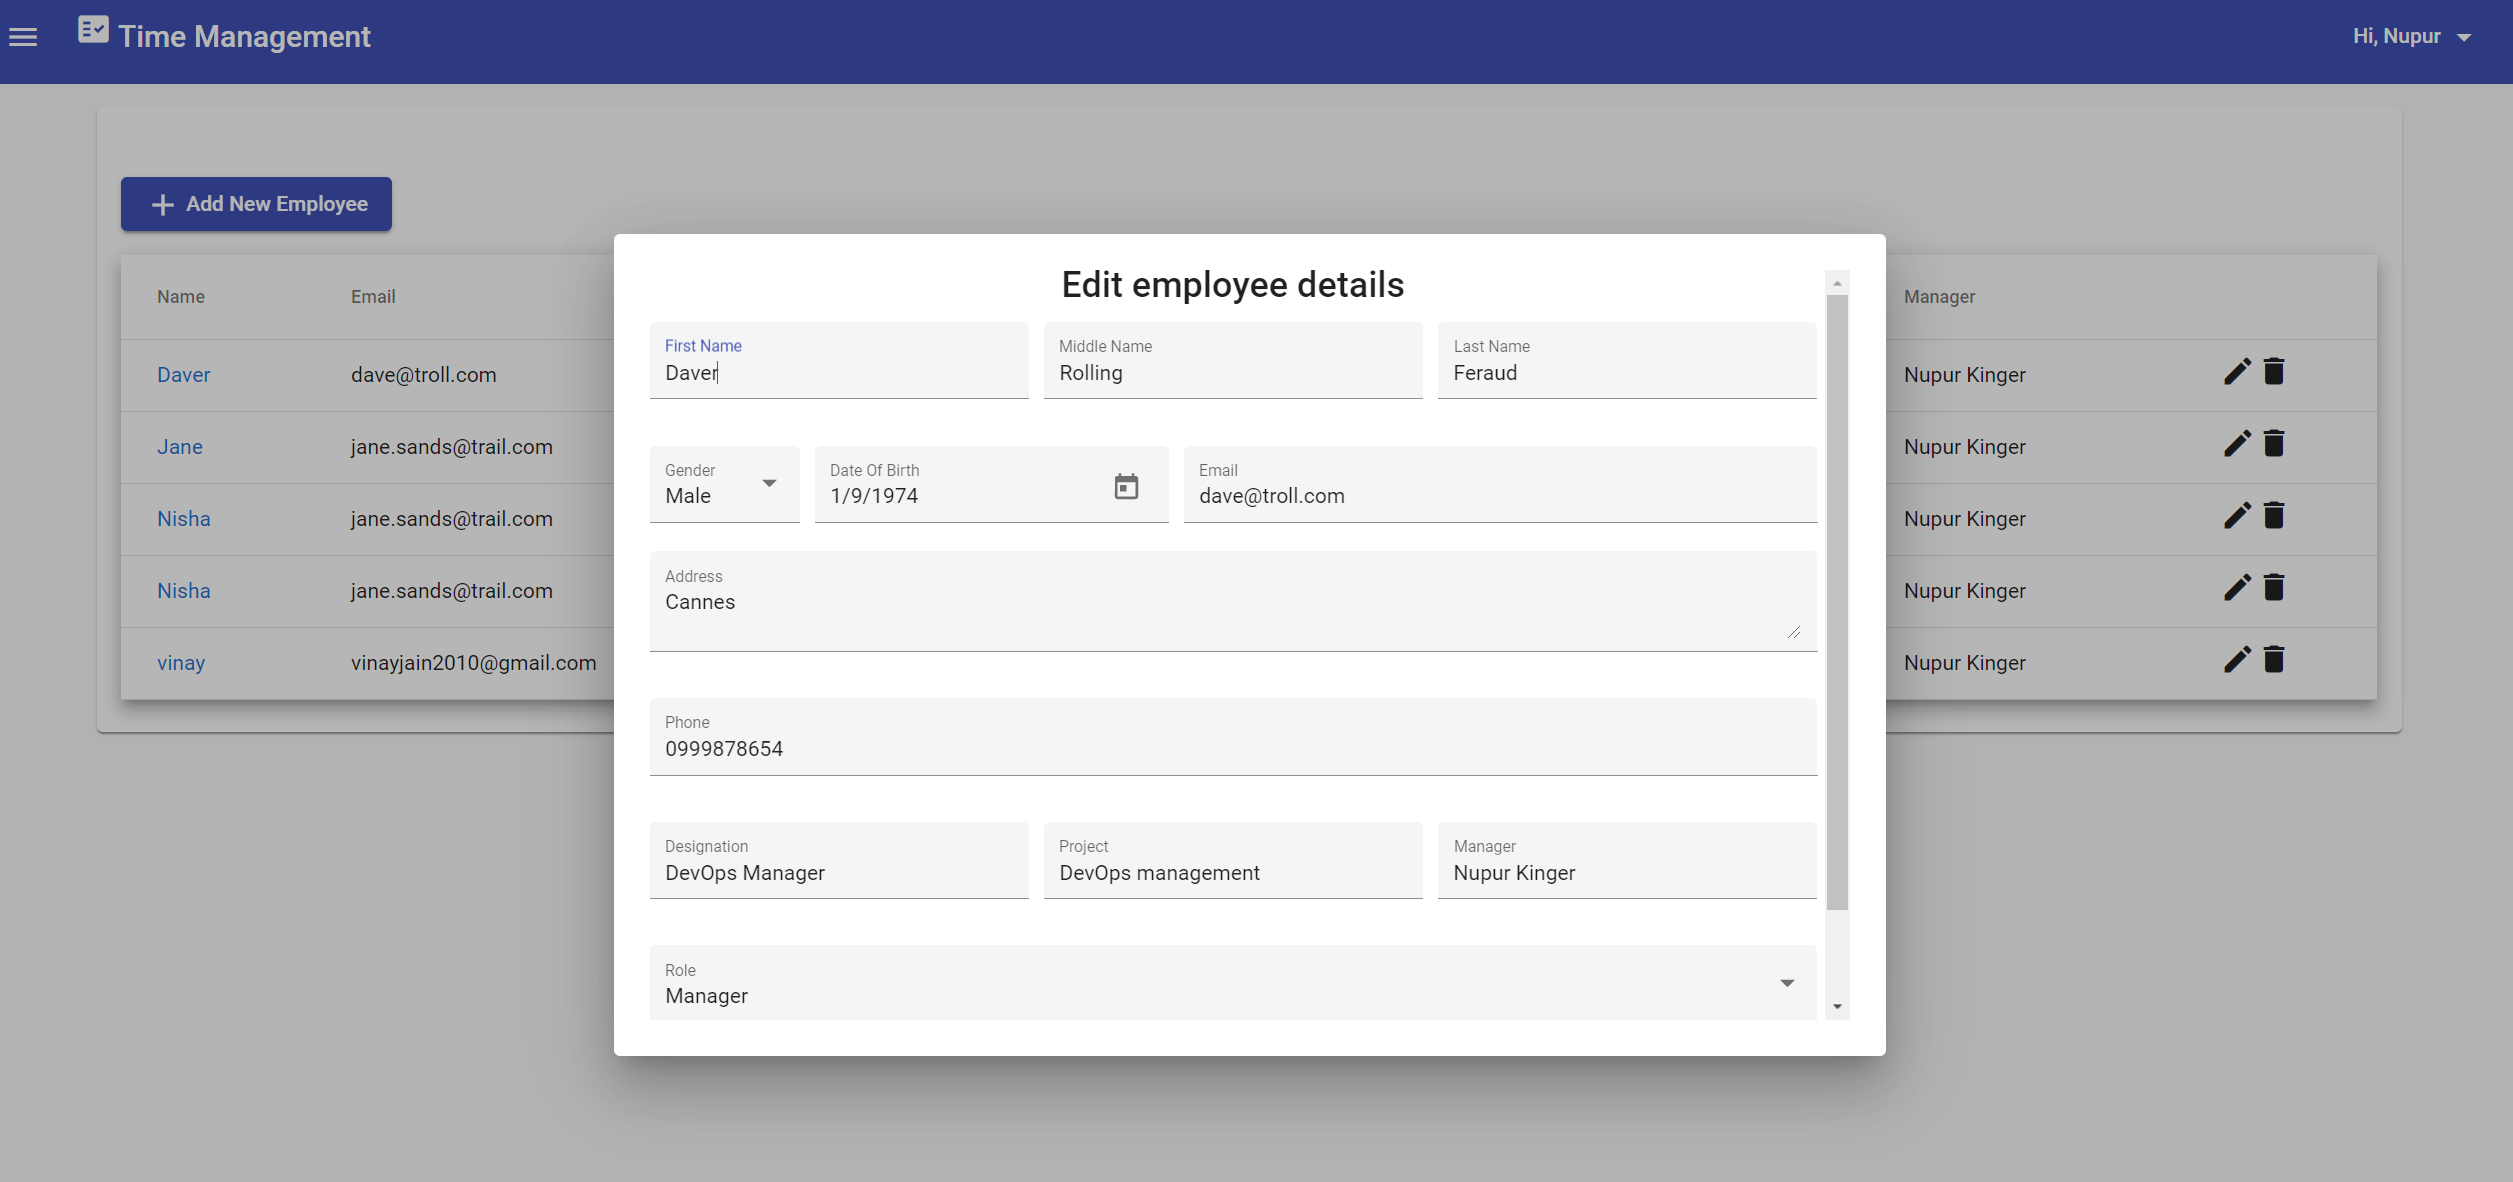 Time Management
Hi, Nupur
Add New Employee
Name Email Manager
Daver dave@troll.com Nupur Kinger
Jane jane.sands@trail.com Nupur Kinger
Nisha jane.sands@trail.com Nupur Kinger
Nisha jane.sands@trail.com Nupur Kinger
vinay vinayjain2010@gmail.com Nupur Kinger
Edit employee details
First Name Middle Name Last Name
Daver Rolling Feraud
Gender Date Of Birth Email
Male 1/9/1974 dave@troll.com
Address
Cannes
Phone
0999878654
Designation Project Manager
DevOps Manager DevOps management Nupur Kinger
Role
Manager